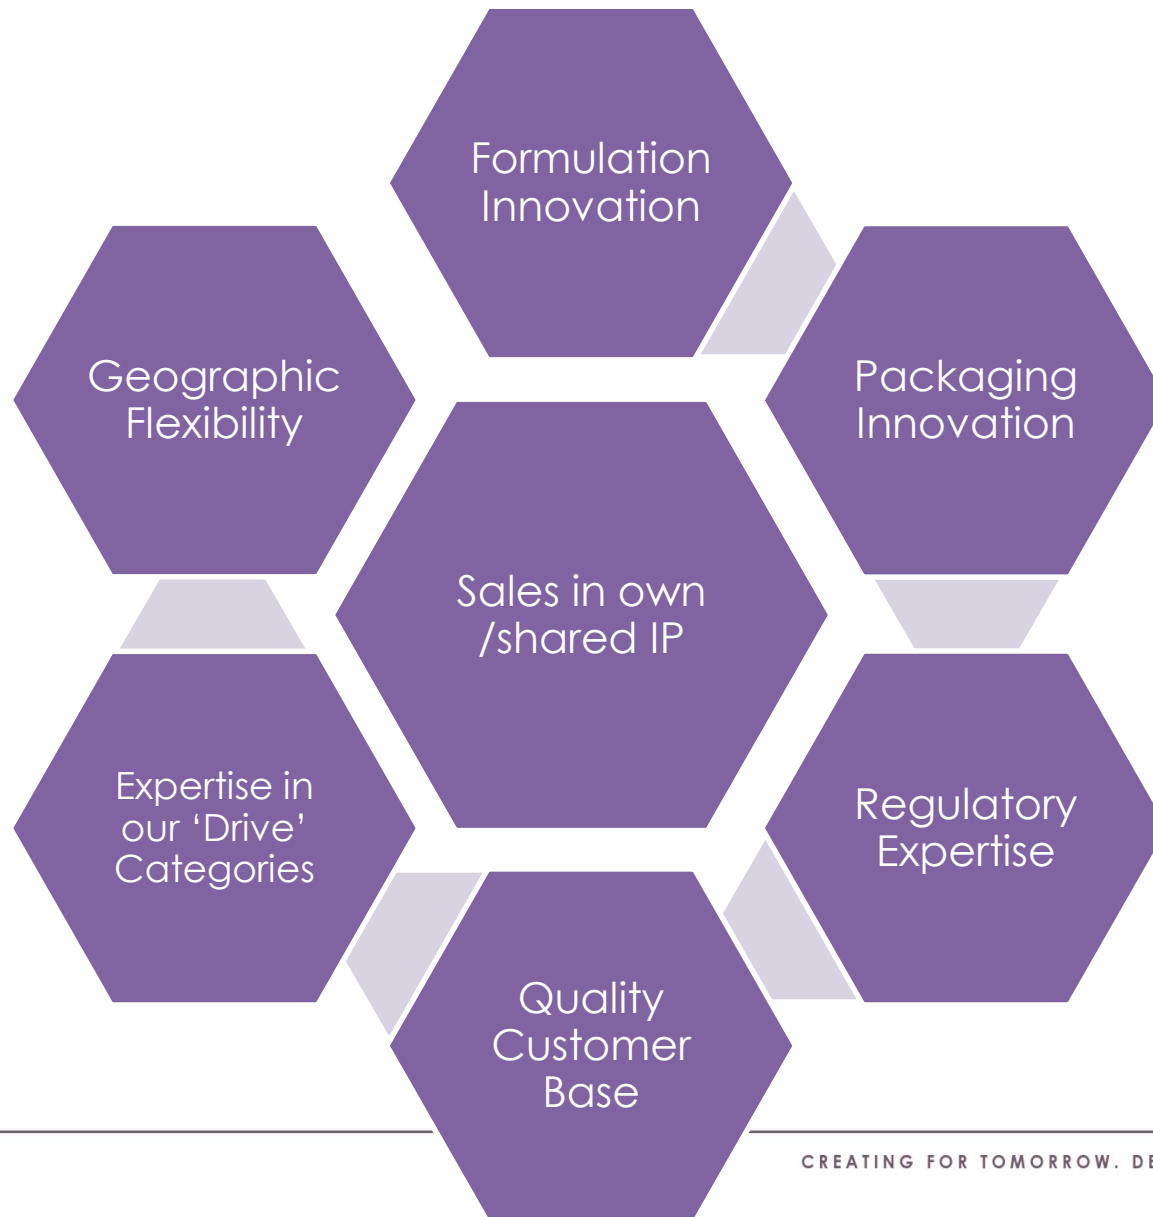 Formulation
Innovation
Geographic
Flexibility
Packaging
Innovation
Sales in own
/shared IP
Expertise in
our ‘Drive’
Categories
Regulatory
Expertise
Quality
Customer
Base
CREATING FOR TOMORROW. DE